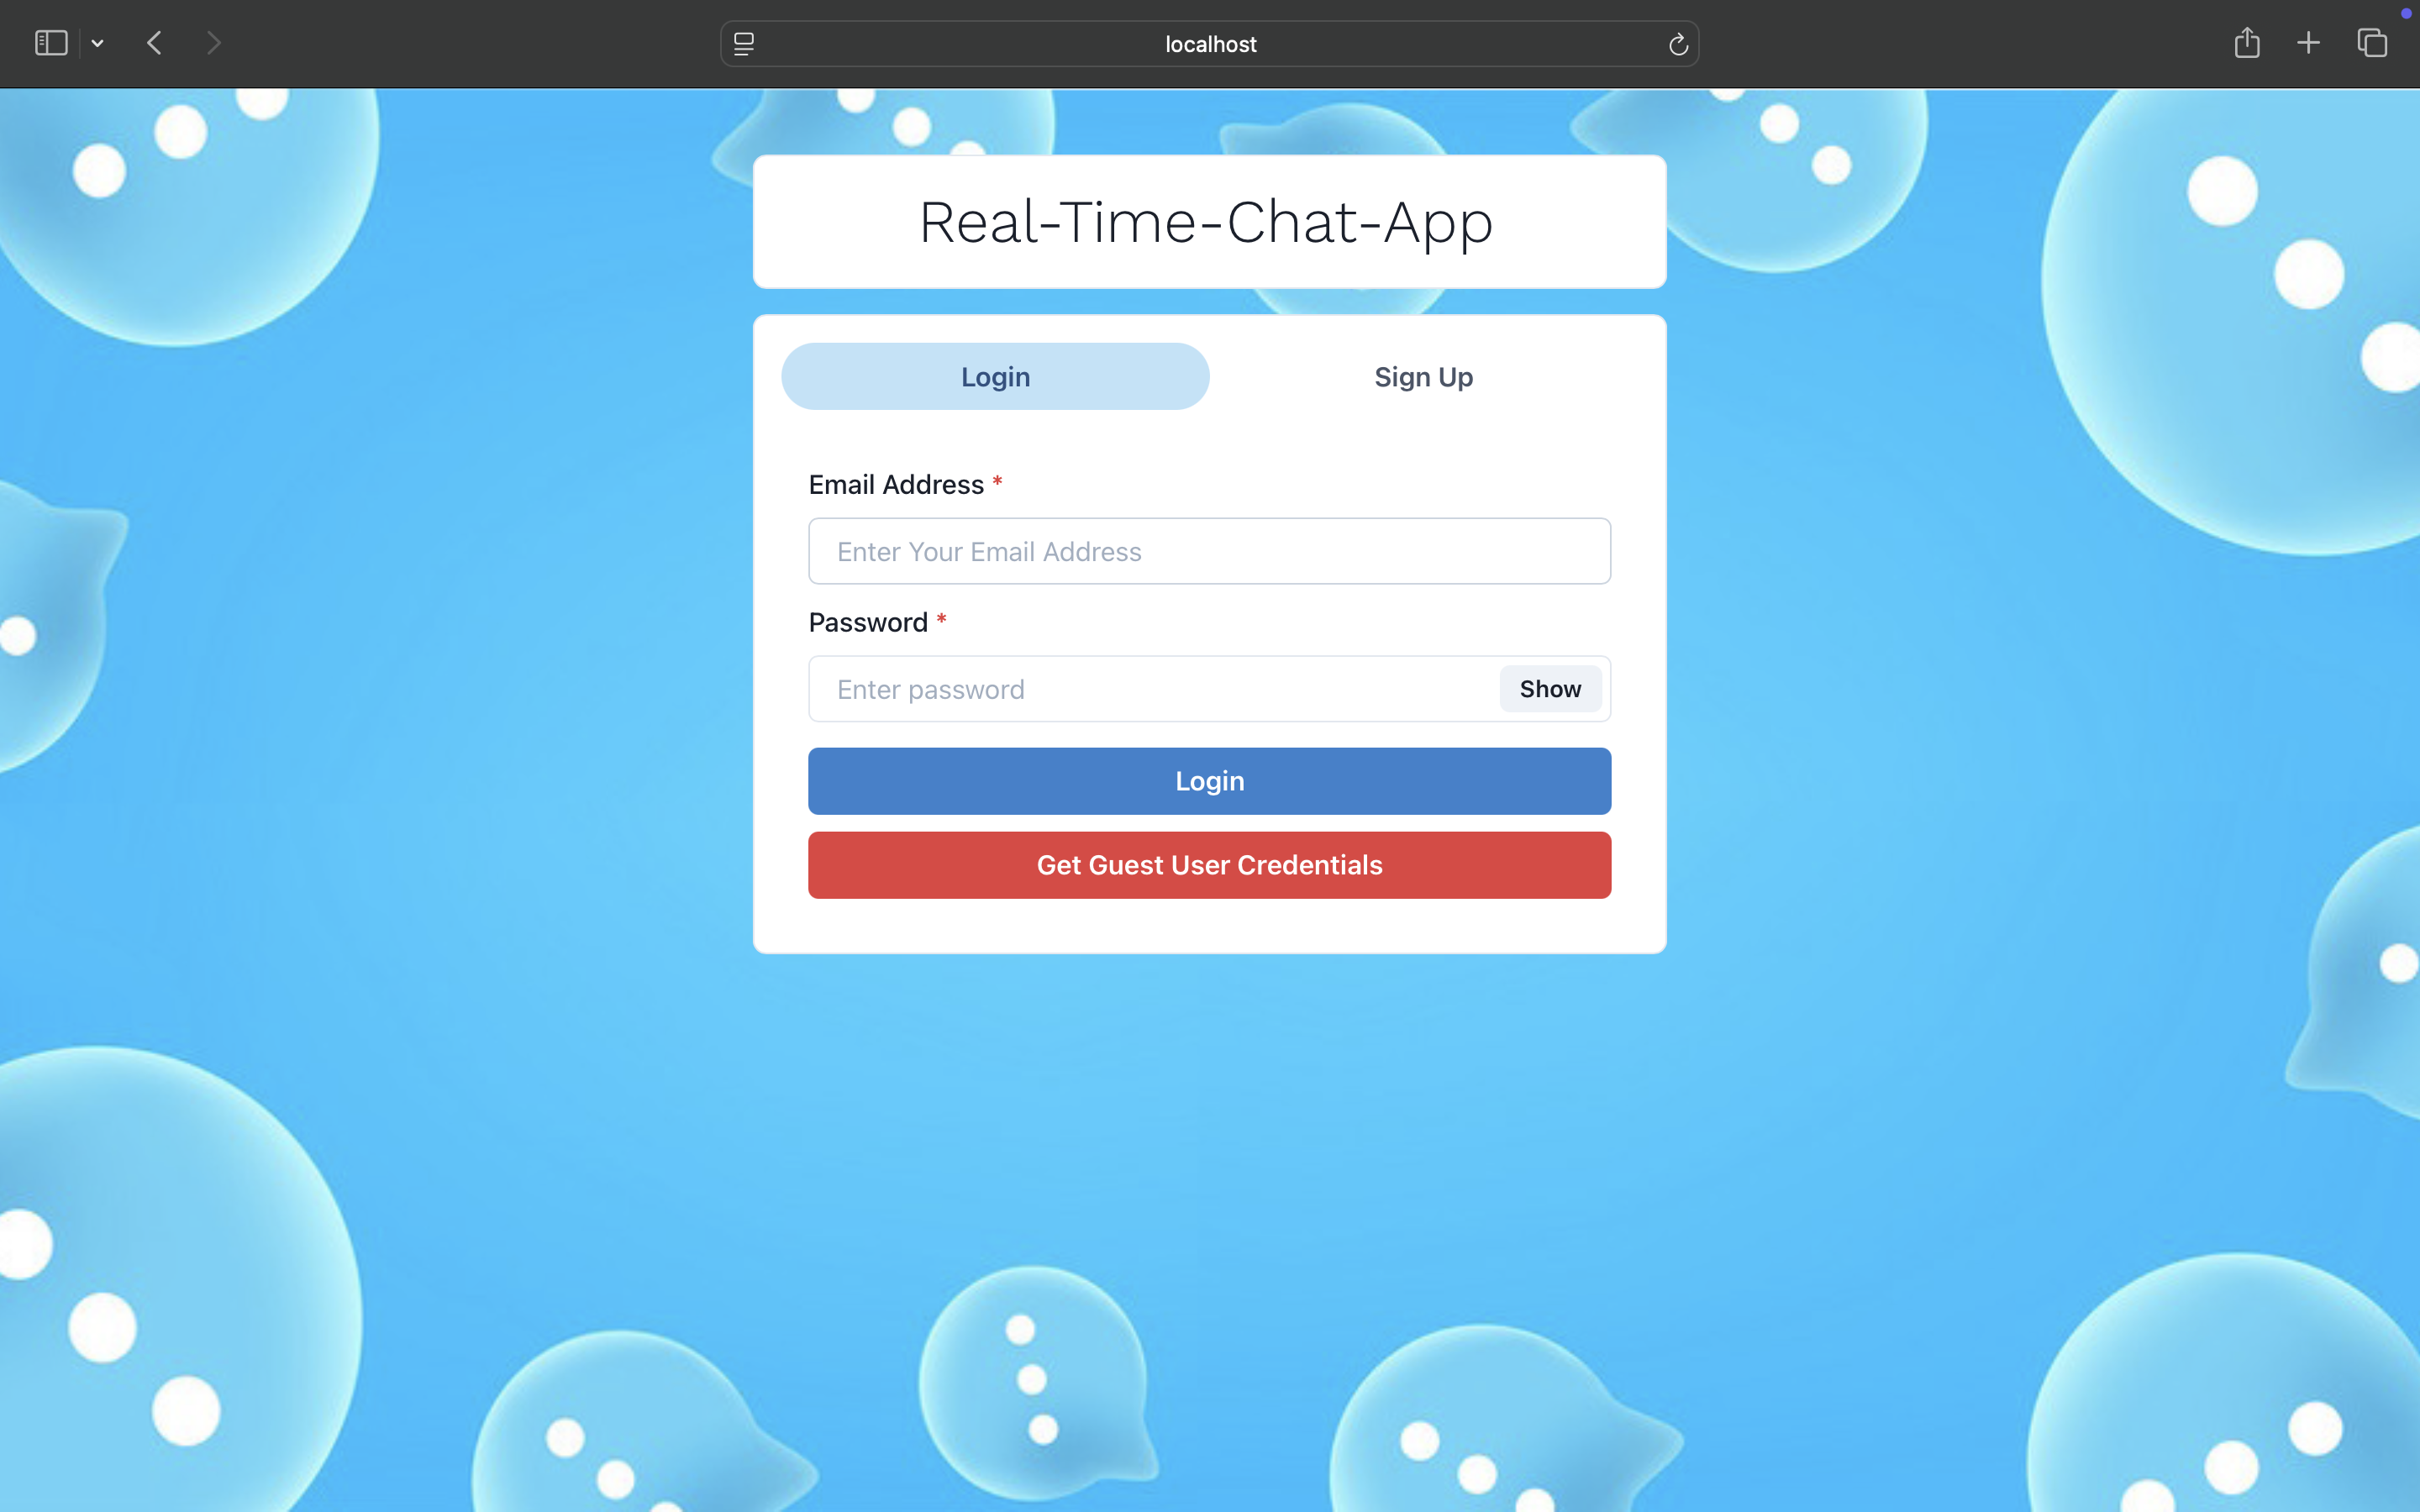 localhost
Real-Time-Chat-App
Login
Sign Up
Email Address *
Enter Your Email Address
Password *
Enter password
Show
Login
Get Guest User Credentials